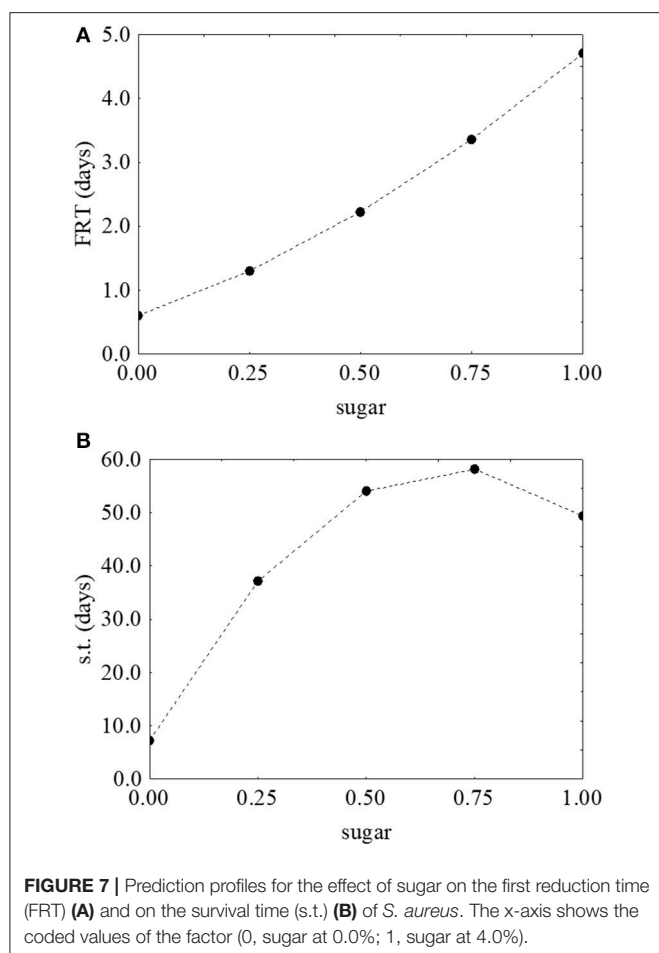 A
5.0
4.0
3.0
2.0
1.0
0.0
FRT (days)
0.00 0.25 0.50 0.75 1.00
sugar
B
60.0
50.0
40.0
30.0
20.0
10.0
0.0
s.t. (days)
0.00 0.25 0.50 0.75 1.00
sugar
FIGURE 7 | Prediction profiles for the effect of sugar on the first reduction time
(FRT) (A) and on the survival time (s.t.) (B) of S. aureus. The x-axis shows the
coded values of the factor (0, sugar at 0.0%; 1, sugar at 4.0%).